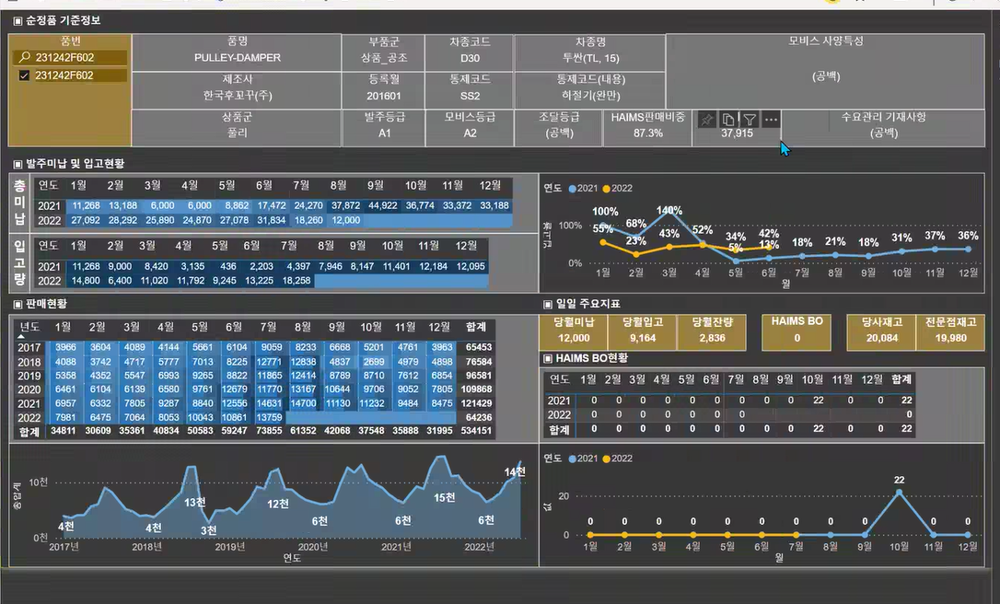 ▣ 순정품 기준정보
품번
231242F602
231242F602
품명
PULLEY-DAMPER
부품군
상품_공조
차종코드
D30
차종명
투싼(TL, 15)
모비스 사양특성
(공백)
제조사
한국후꼬꾸(주)
등록월
201601
통제코드
SS2
통제코드(내용)
하절기(완만)
상품군
풀리
발주등급
A1
모비스등급
A2
조달등급
(공백)
HAIMS판매비중
87.3%
37,915
수요관리 기재사항
(공백)
▣ 발주미납 및 입고현황
총미납
연도 1월 2월 3월 4월 5월 6월 7월 8월 9월 10월 11월 12월
2021 11,268 13,188 6,000 6,000 8,862 17,472 24,270 37,872 44,922 36,774 33,372 33,188
2022 27,092 28,292 25,890 24,870 27,078 31,834 18,260 12,000
입고량
연도 1월 2월 3월 4월 5월 6월 7월 8월 9월 10월 11월 12월
2021 11,268 9,000 8,420 3,135 436 2,203 4,397 7,946 8,147 11,401 12,184 12,095
2022 14,800 6,400 11,020 11,792 9,245 13,225 18,258
연도 2021 2022
100% 68% 140% 52% 34% 42%
55% 23% 43% 5% 13% 18% 21% 18% 31% 37% 36%
100%
0%
1월 2월 3월 4월 5월 6월 7월 8월 9월 10월 11월 12월
월
▣ 판매현황
년도 1월 2월 3월 4월 5월 6월 7월 8월 9월 10월 11월 12월 합계
2017 3966 3604 4089 4144 5661 6104 9059 8233 6668 5201 4761 3963 65453
2018 4088 3742 4717 5777 7013 8225 12771 12838 4837 2699 4979 4898 76584
2019 5358 4352 5547 6993 9265 8822 11865 12414 8789 8710 7612 6854 96581
2020 6461 6104 6139 6580 9761 12679 11770 13167 10644 9706 9052 7805 109868
2021 6957 6332 7805 9287 8840 12556 14631 14700 11130 11232 9484 8475 121429
2022 7981 6475 7064 8053 10043 10861 13759 64236
합계 34811 30609 35361 40834 50583 59247 73855 61352 42068 37548 35888 31995 534151
▣ 일일 주요지표
당월미납
12,000
당월입고
9,164
당월잔량
2,836
HAIMS BO
0
당사재고
20,084
전문점재고
19,980
▣ HAIMS BO현황
연도 1월 2월 3월 4월 5월 6월 7월 8월 9월 10월 11월 12월 합계
2021 0 0 0 0 0 0 0 0 0 22 0 0 22
2022 0 0 0 0 0 0 0 0
합계 0 0 0 0 0 0 0 0 0 22 0 0 22
10천
0천
4천 4천 13천 3천 12천 6천 6천 15천 6천 14천
2017년 2018년 2019년 2020년 2021년 2022년
연도
연도 2021 2022
20
0
값
0 0 0 0 0 0 0 0 0 22 0 0
1월 2월 3월 4월 5월 6월 7월 8월 9월 10월 11월 12월
월